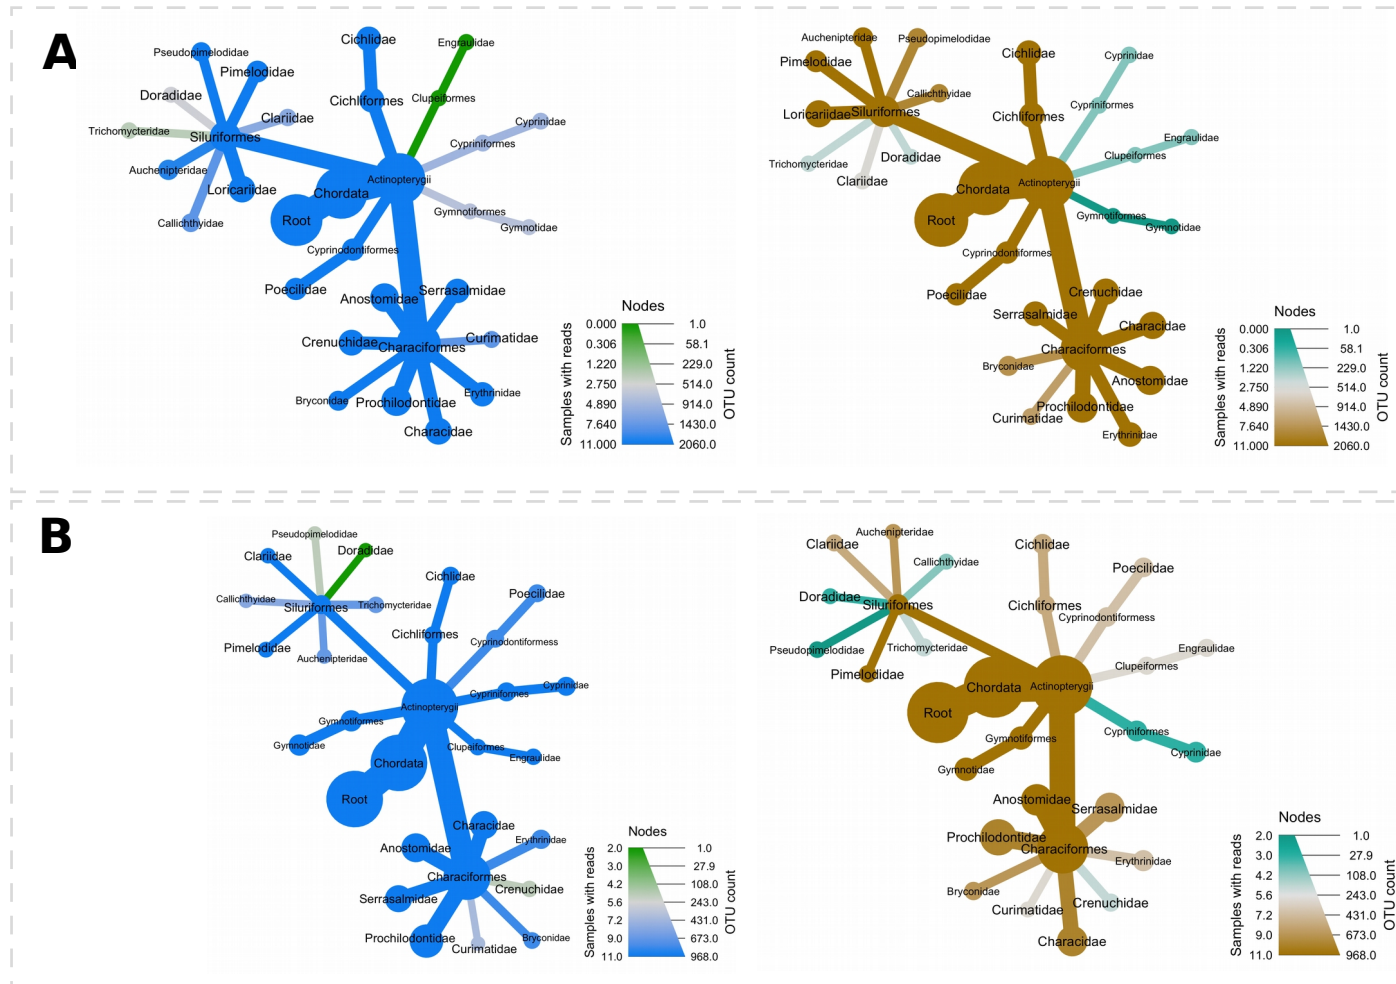 A
Pseudopimelodidae
Pimelodidae
Doradidae
Clariidae
Trichomycteridae
Siluriformes
Auchenipteridae
Loricariidae
Callichthyidae
Cichlidae
Engraulidae
Cichliformes
Clupeiformes
Cyprinidae
Cypriniformes
Actinopterygii
Chordata
Root
Gymnotiformes
Gymnotidae
Cyprinodontiformes
Poeciliidae
Anostomidae
Serrasalmidae
Crenuchidae
Characiformes
Curimatidae
Bryconidae
Prochilodontidae
Erythrinidae
Characidae
Nodes
Samples with reads
OTU count
0.000 1.0
0.306 58.1
1.220 229.0
2.750 514.0
4.890 914.0
7.640 1430.0
11.000 2060.0
Auchenipteridae
Pseudopimelodidae
Pimelodidae
Callichthyidae
Loricariidae
Siluriformes
Trichomycteridae
Doradidae
Clariidae
Cichlidae
Cyprinidae
Cichliformes
Cypriniformes
Engraulidae
Clupeiformes
Actinopterygii
Chordata
Root
Gymnotiformes
Gymnotidae
Cyprinodontiformes
Poecilidae
Crenuchidae
Serrasalmidae
Characidae
Characiformes
Bryconidae
Anostomidae
Prochilodontidae
Curimatidae
Erythrinidae
Nodes
Samples with reads
OTU count
0.000 1.0
0.306 58.1
1.220 229.0
2.750 514.0
4.890 914.0
7.640 1430.0
11.000 2060.0
B
Pseudopimelodidae
Clariidae
Doradidae
Callichthyidae
Siluriformes
Trichomycteridae
Pimelodidae
Auchenipteridae
Cichlidae
Poecilidae
Cichliformes
Cyprinodontiformess
Cypriniformes
Cyprinidae
Actinopterygii
Gymnotiformes
Gymnotidae
Clupeiformes
Engraulidae
Chordata
Root
Characidae
Anostomidae
Erythrinidae
Characiformes
Crenuchidae
Serrasalmidae
Prochilodontidae
Curimatidae
Bryconidae
Nodes
Samples with reads
OTU count
2.0 1.0
3.0 27.9
4.2 108.0
5.6 243.0
7.2 431.0
9.0 673.0
11.0 968.0
Auchenipteridae
Clariidae
Callichthyidae
Doradidae
Siluriformes
Pseudopimelodidae
Trichomycteridae
Pimelodidae
Cichlidae
Poecilidae
Cichliformes
Cyprinodontiformess
Engraulidae
Clupeiformes
Actinopterygii
Chordata
Root
Cypriniformes
Cyprinidae
Gymnotiformes
Gymnotidae
Anostomidae
Serrasalmidae
Prochilodontidae
Characiformes
Erythrinidae
Bryconidae
Curimatidae
Crenuchidae
Characidae
Nodes
Samples with reads
OTU count
2.0 1.0
3.0 27.9
4.2 108.0
5.6 243.0
7.2 431.0
9.0 673.0
11.0 968.0